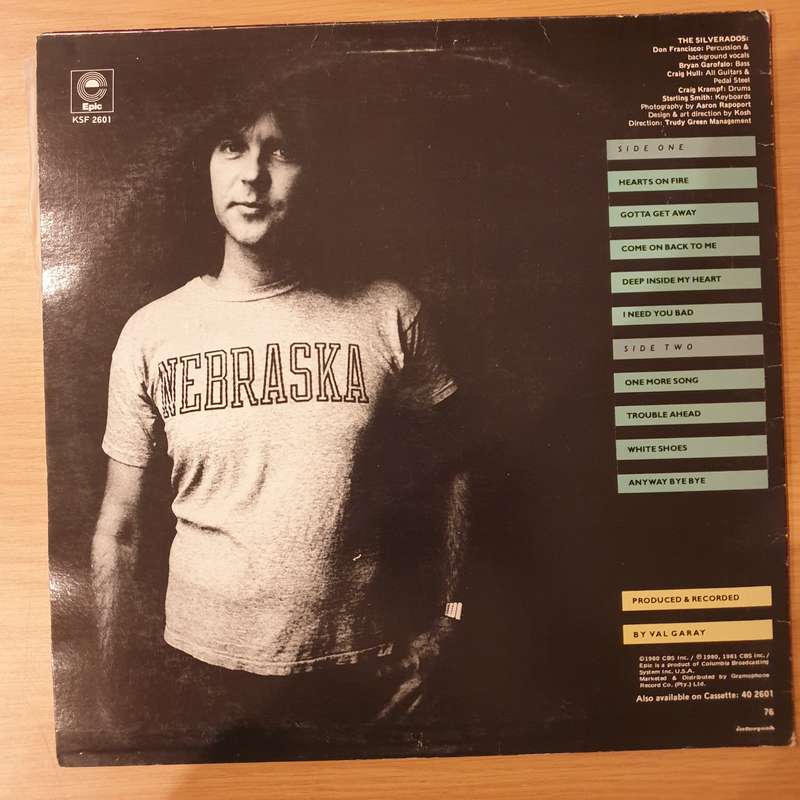 Epic
KSF 2601
THE SILVERADOS:
Don Francisco: Percussion &
background vocals
Bryan Garofalo: Bass
Craig Hull: All Guitars &
Pedal Steel
Craig Krampf: Drums
Sterling Smith: Keyboards
Photography by Aaron Rapoport
Design & art direction by Kosh
Direction: Trudy Green Management
SIDE ONE
HEARTS ON FIRE
GOTTA GET AWAY
COME ON BACK TO ME
DEEP INSIDE MY HEART
I NEED YOU BAD
SIDE TWO
ONE MORE SONG
TROUBLE AHEAD
WHITE SHOES
ANYWAY BYE BYE
NEBRASKA
PRODUCED & RECORDED
BY VAL GARAY
©1980 CBS Inc. / ℗ 1980, 1981 CBS Inc. /
Epic is a product of Columbia Broadcasting
System Inc. U.S.A.
Marketed & Distributed by Gramophone
Record Co. (Pty.) Ltd.
Also available on Cassette: 40 2601
76